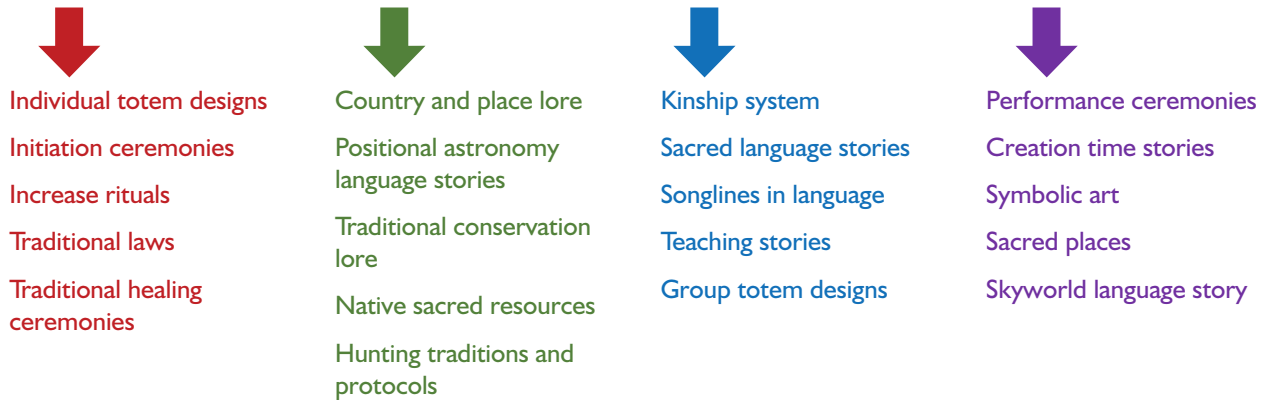 Individual totem designs
Initiation ceremonies
Increase rituals
Traditional laws
Traditional healing
ceremonies
Country and place lore
Positional astronomy
language stories
Traditional conservation
lore
Native sacred resources
Hunting traditions and
protocols
Kinship system
Sacred language stories
Songlines in language
Teaching stories
Group totem designs
Performance ceremonies
Creation time stories
Symbolic art
Sacred places
Skyworld language story